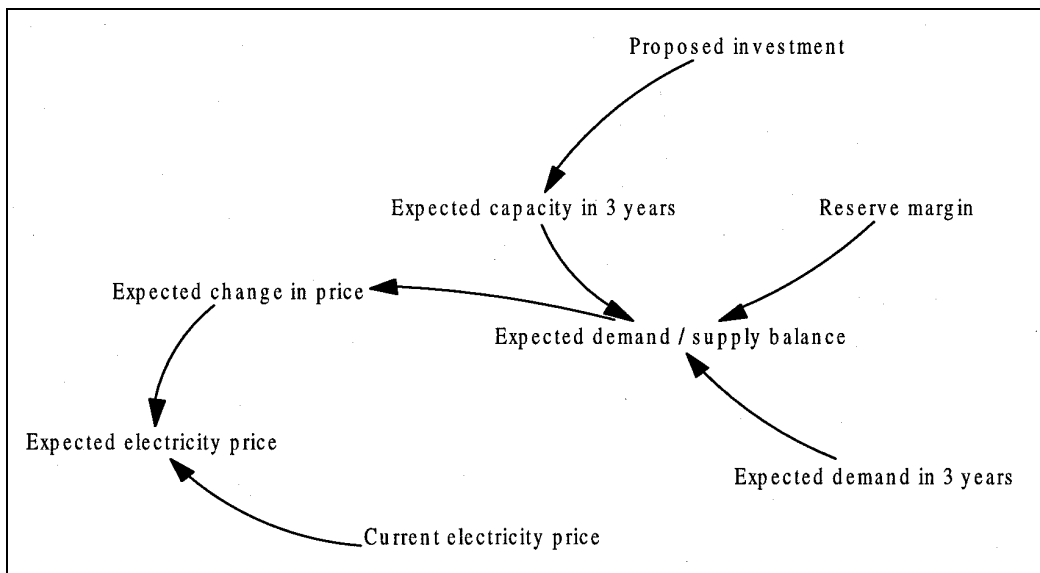 Proposed investment
Expected capacity in 3 years
Reserve margin
Expected change in price
Expected demand / supply balance
Expected electricity price
Expected demand in 3 years
Current electricity price